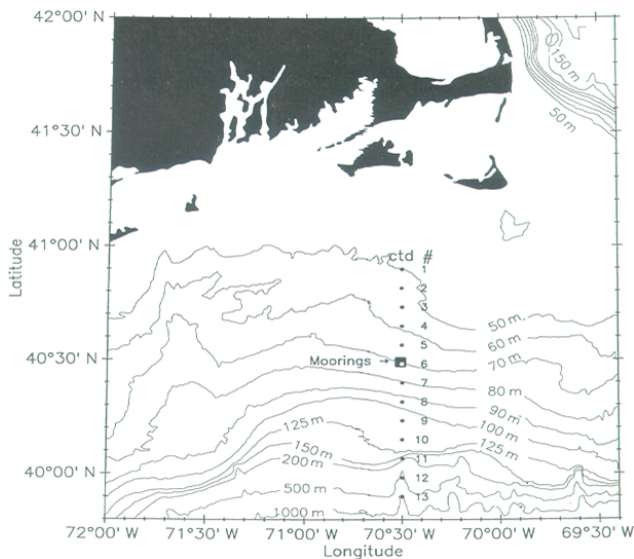 42°00' N
150 m
41°30' N
50 m
Latitude
41°00' N
ctd #
1
2
3
4
50 m
5
60 m
40°30' N
Moorings
6
70 m
7
80 m
8
90 m
125 m
9
100 m
150 m
10
125 m
200 m
11
40°00' N
500 m
12
13
1000 m
72°00' W
71°30' W
71°00' W
70°30' W
70°00' W
69°30' W
Longitude